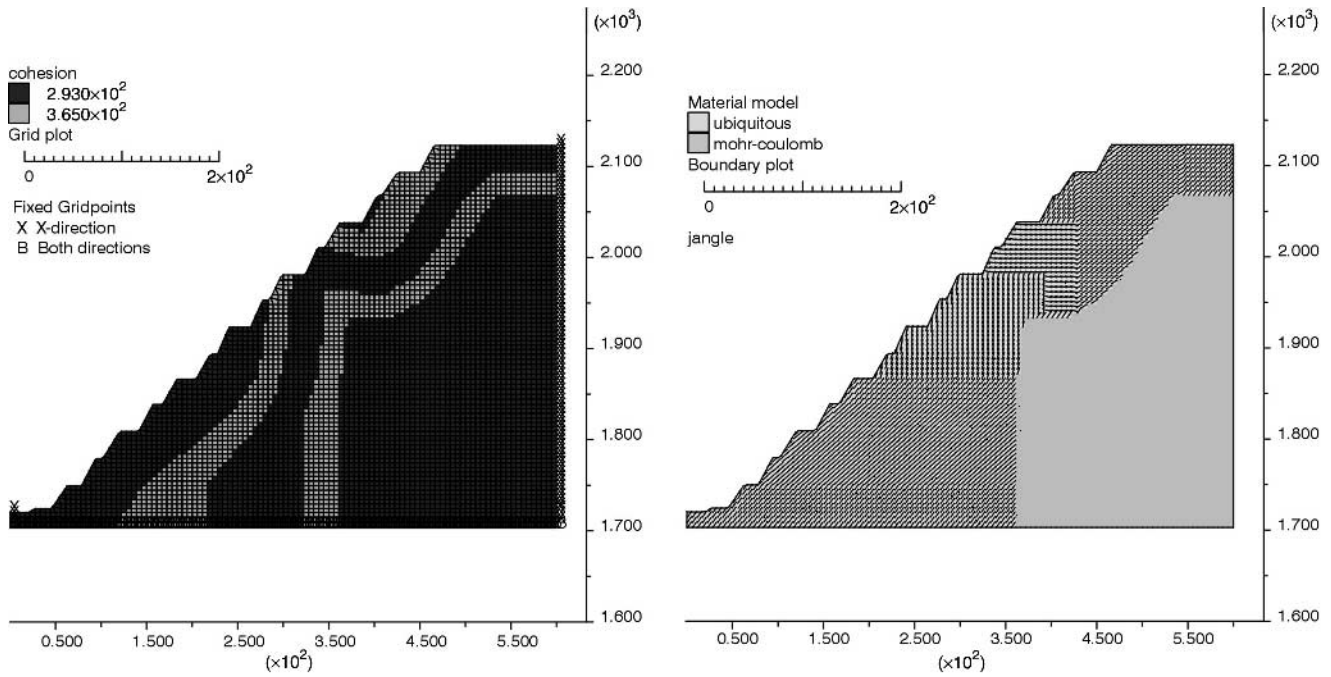 (×10³)
2.200
2.100
2.000
1.900
1.800
1.700
1.600
cohesion
2.930×10²
3.650×10²
Grid plot
0 2×10²
Fixed Gridpoints
X X-direction
B Both directions
X
X
0.500 1.500 2.500 3.500 4.500 5.500
(×10²)
(×10³)
2.200
2.100
2.000
1.900
1.800
1.700
1.600
Material model
ubiquitous
mohr-coulomb
Boundary plot
0 2×10²
jangle
0.500 1.500 2.500 3.500 4.500 5.500
(×10²)